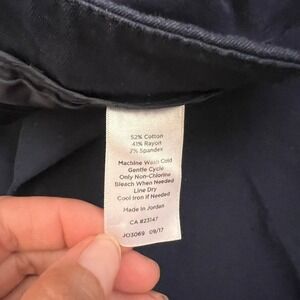 52% Cotton
41% Rayon
7% Spandex
Machine Wash Cold
Gentle Cycle
Only Non-Chlorine
Bleach When Needed
Line Dry
Cool Iron if Needed
Made in Jordan
CA #23147
JO3069 09/17